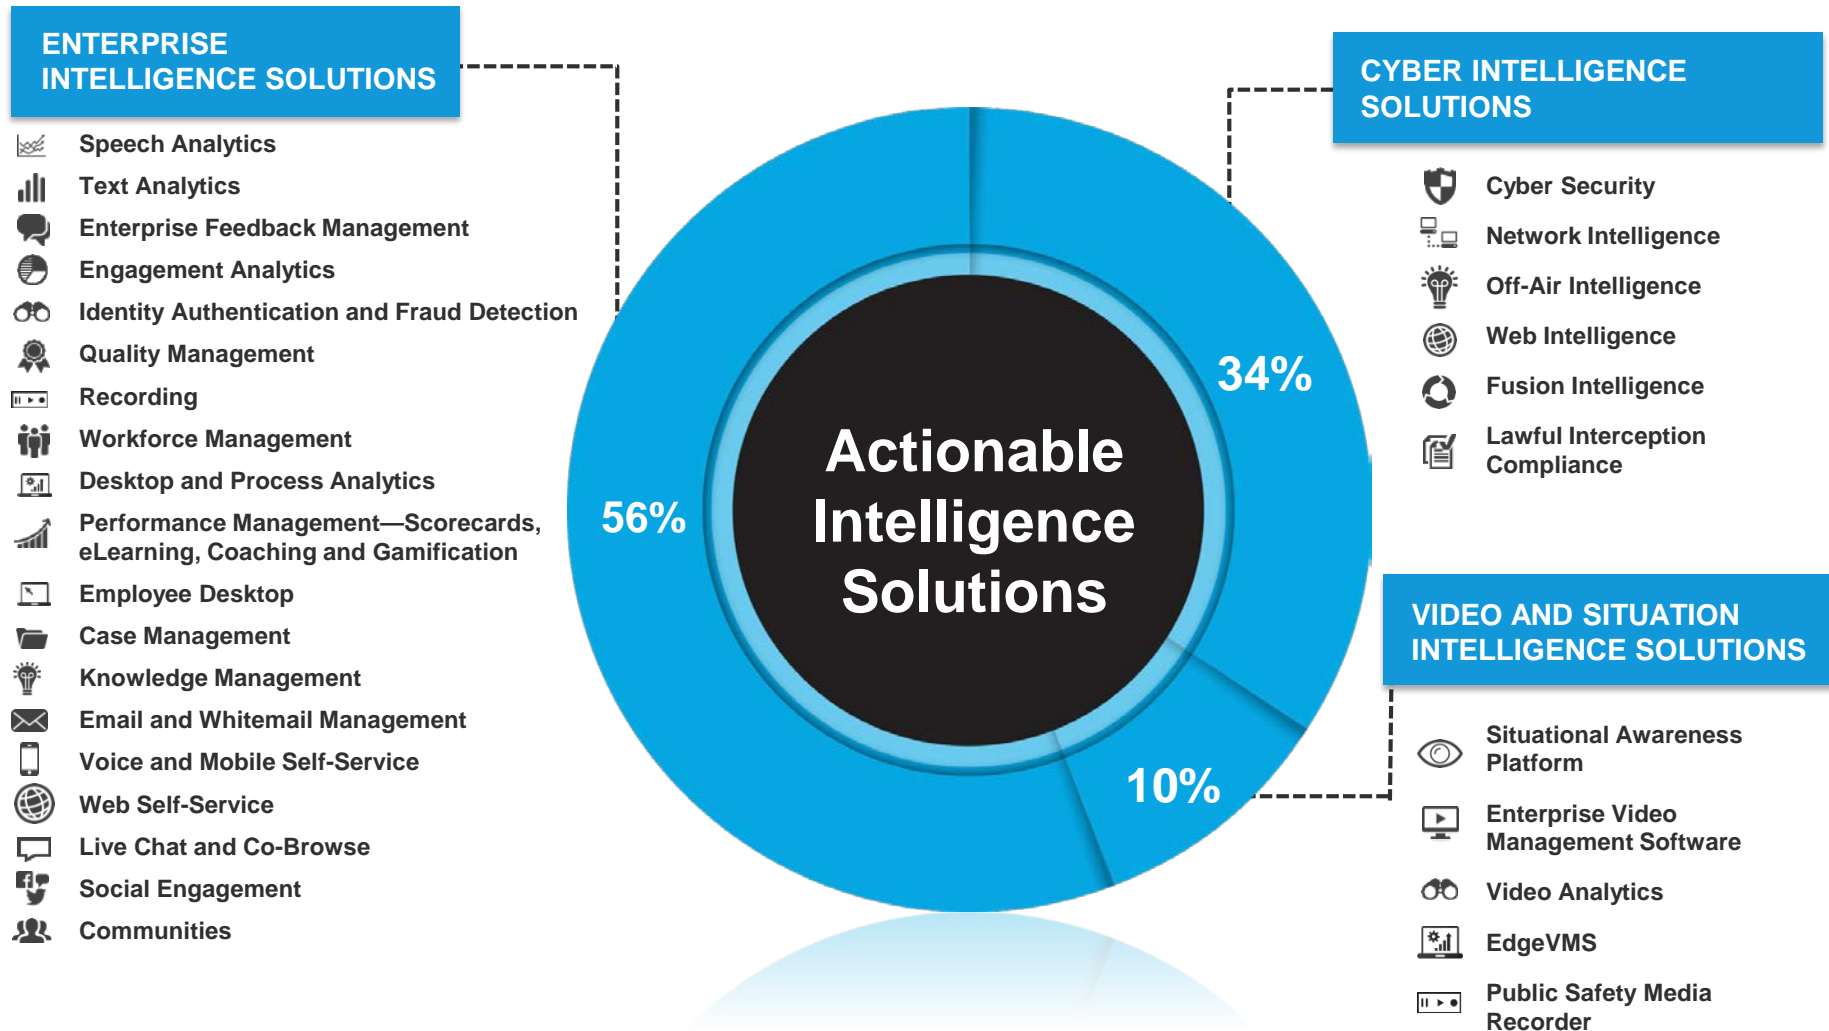 ENTERPRISE
INTELLIGENCE SOLUTIONS
Speech Analytics
Text Analytics
Enterprise Feedback Management
Engagement Analytics
Identity Authentication and Fraud Detection
Quality Management
Recording
Workforce Management
Desktop and Process Analytics
Performance Management—Scorecards,
eLearning, Coaching and Gamification
Employee Desktop
Case Management
Knowledge Management
Email and Whitemail Management
Voice and Mobile Self-Service
Web Self-Service
Live Chat and Co-Browse
Social Engagement
Communities
56%
Actionable
Intelligence
Solutions
34%
10%
CYBER INTELLIGENCE
SOLUTIONS
Cyber Security
Network Intelligence
Off-Air Intelligence
Web Intelligence
Fusion Intelligence
Lawful Interception
Compliance
VIDEO AND SITUATION
INTELLIGENCE SOLUTIONS
Situational Awareness
Platform
Enterprise Video
Management Software
Video Analytics
EdgeVMS
Public Safety Media
Recorder